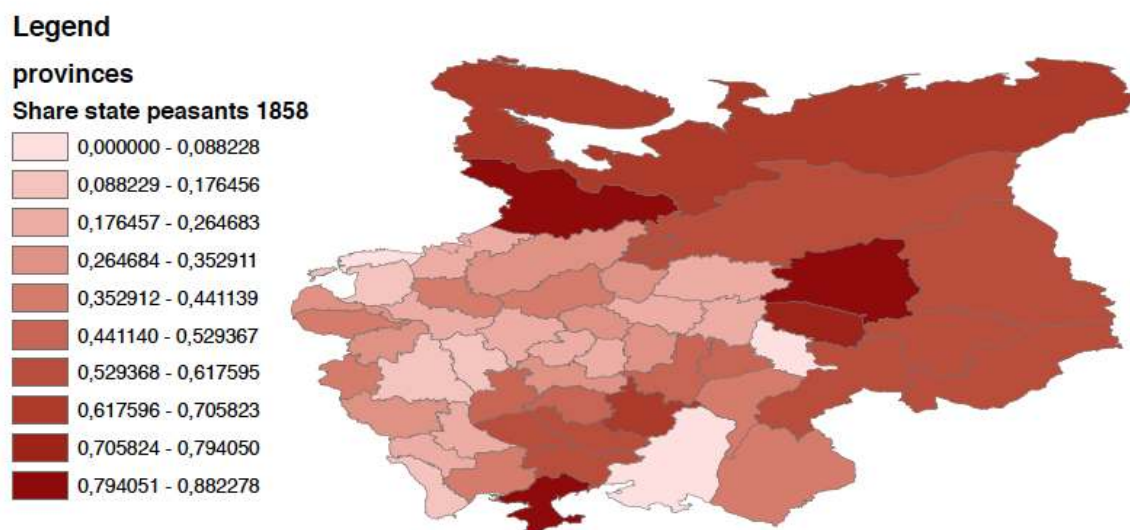 Legend
provinces
Share state peasants 1858
0,000000 - 0,088228
0,088229 - 0,176456
0,176457 - 0,264683
0,264684 - 0,352911
0,352912 - 0,441139
0,441140 - 0,529367
0,529368 - 0,617595
0,617596 - 0,705823
0,705824 - 0,794050
0,794051 - 0,882278